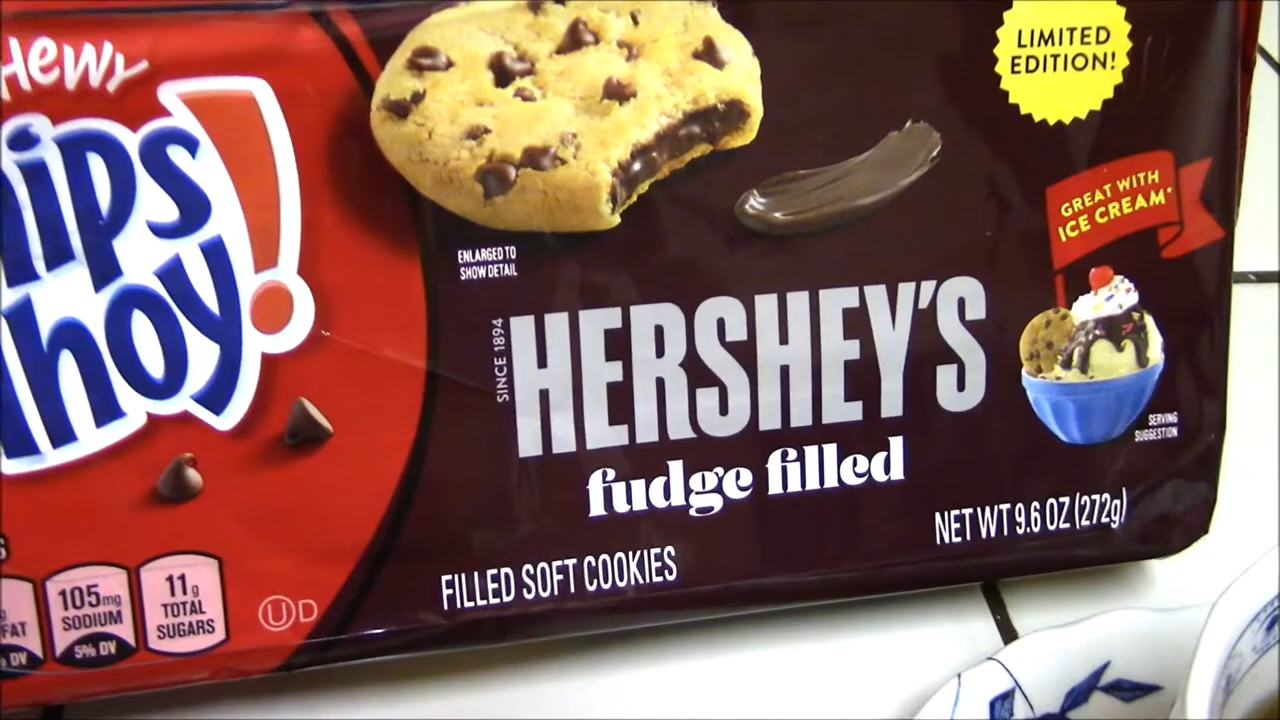 HEWY
hips
hoy!
LIMITED
EDITION!
GREAT WITH
ICE CREAM*
ENLARGED TO
SHOW DETAIL
SINCE 1894
HERSHEY'S
fudge filled
SERVING
SUGGESTION
NET WT 9.6 OZ (272g)
FILLED SOFT COOKIES
FAT
DV
105mg
SODIUM
5% DV
11g
TOTAL
SUGARS
U D